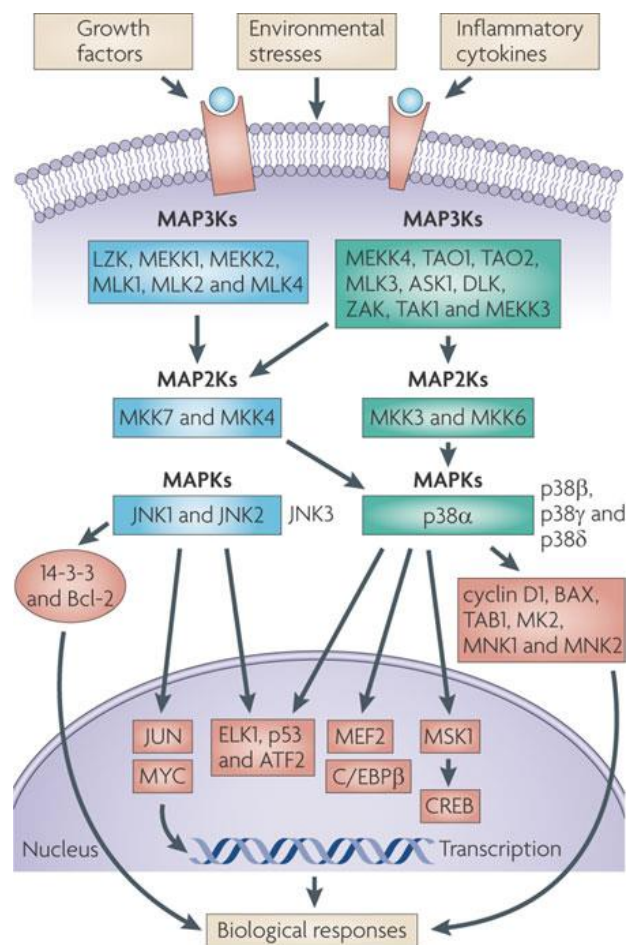 Growth
factors
Environmental
stresses
Inflammatory
cytokines
MAP3Ks
MAP3Ks
LZK, MEKK1, MEKK2,
MLK1, MLK2 and MLK4
MEKK4, TAO1, TAO2,
MLK3, ASK1, DLK,
ZAK, TAK1 and MEKK3
MAP2Ks
MAP2Ks
MKK7 and MKK4
MKK3 and MKK6
MAPKs
MAPKs
JNK1 and JNK2
JNK3
p38α
p38β,
p38γ and
p38δ
14-3-3
and Bcl-2
cyclin D1, BAX,
TAB1, MK2,
MNK1 and MNK2
JUN
MYC
ELK1, p53
and ATF2
MEF2
C/EBPβ
MSK1
CREB
Nucleus
Transcription
Biological responses